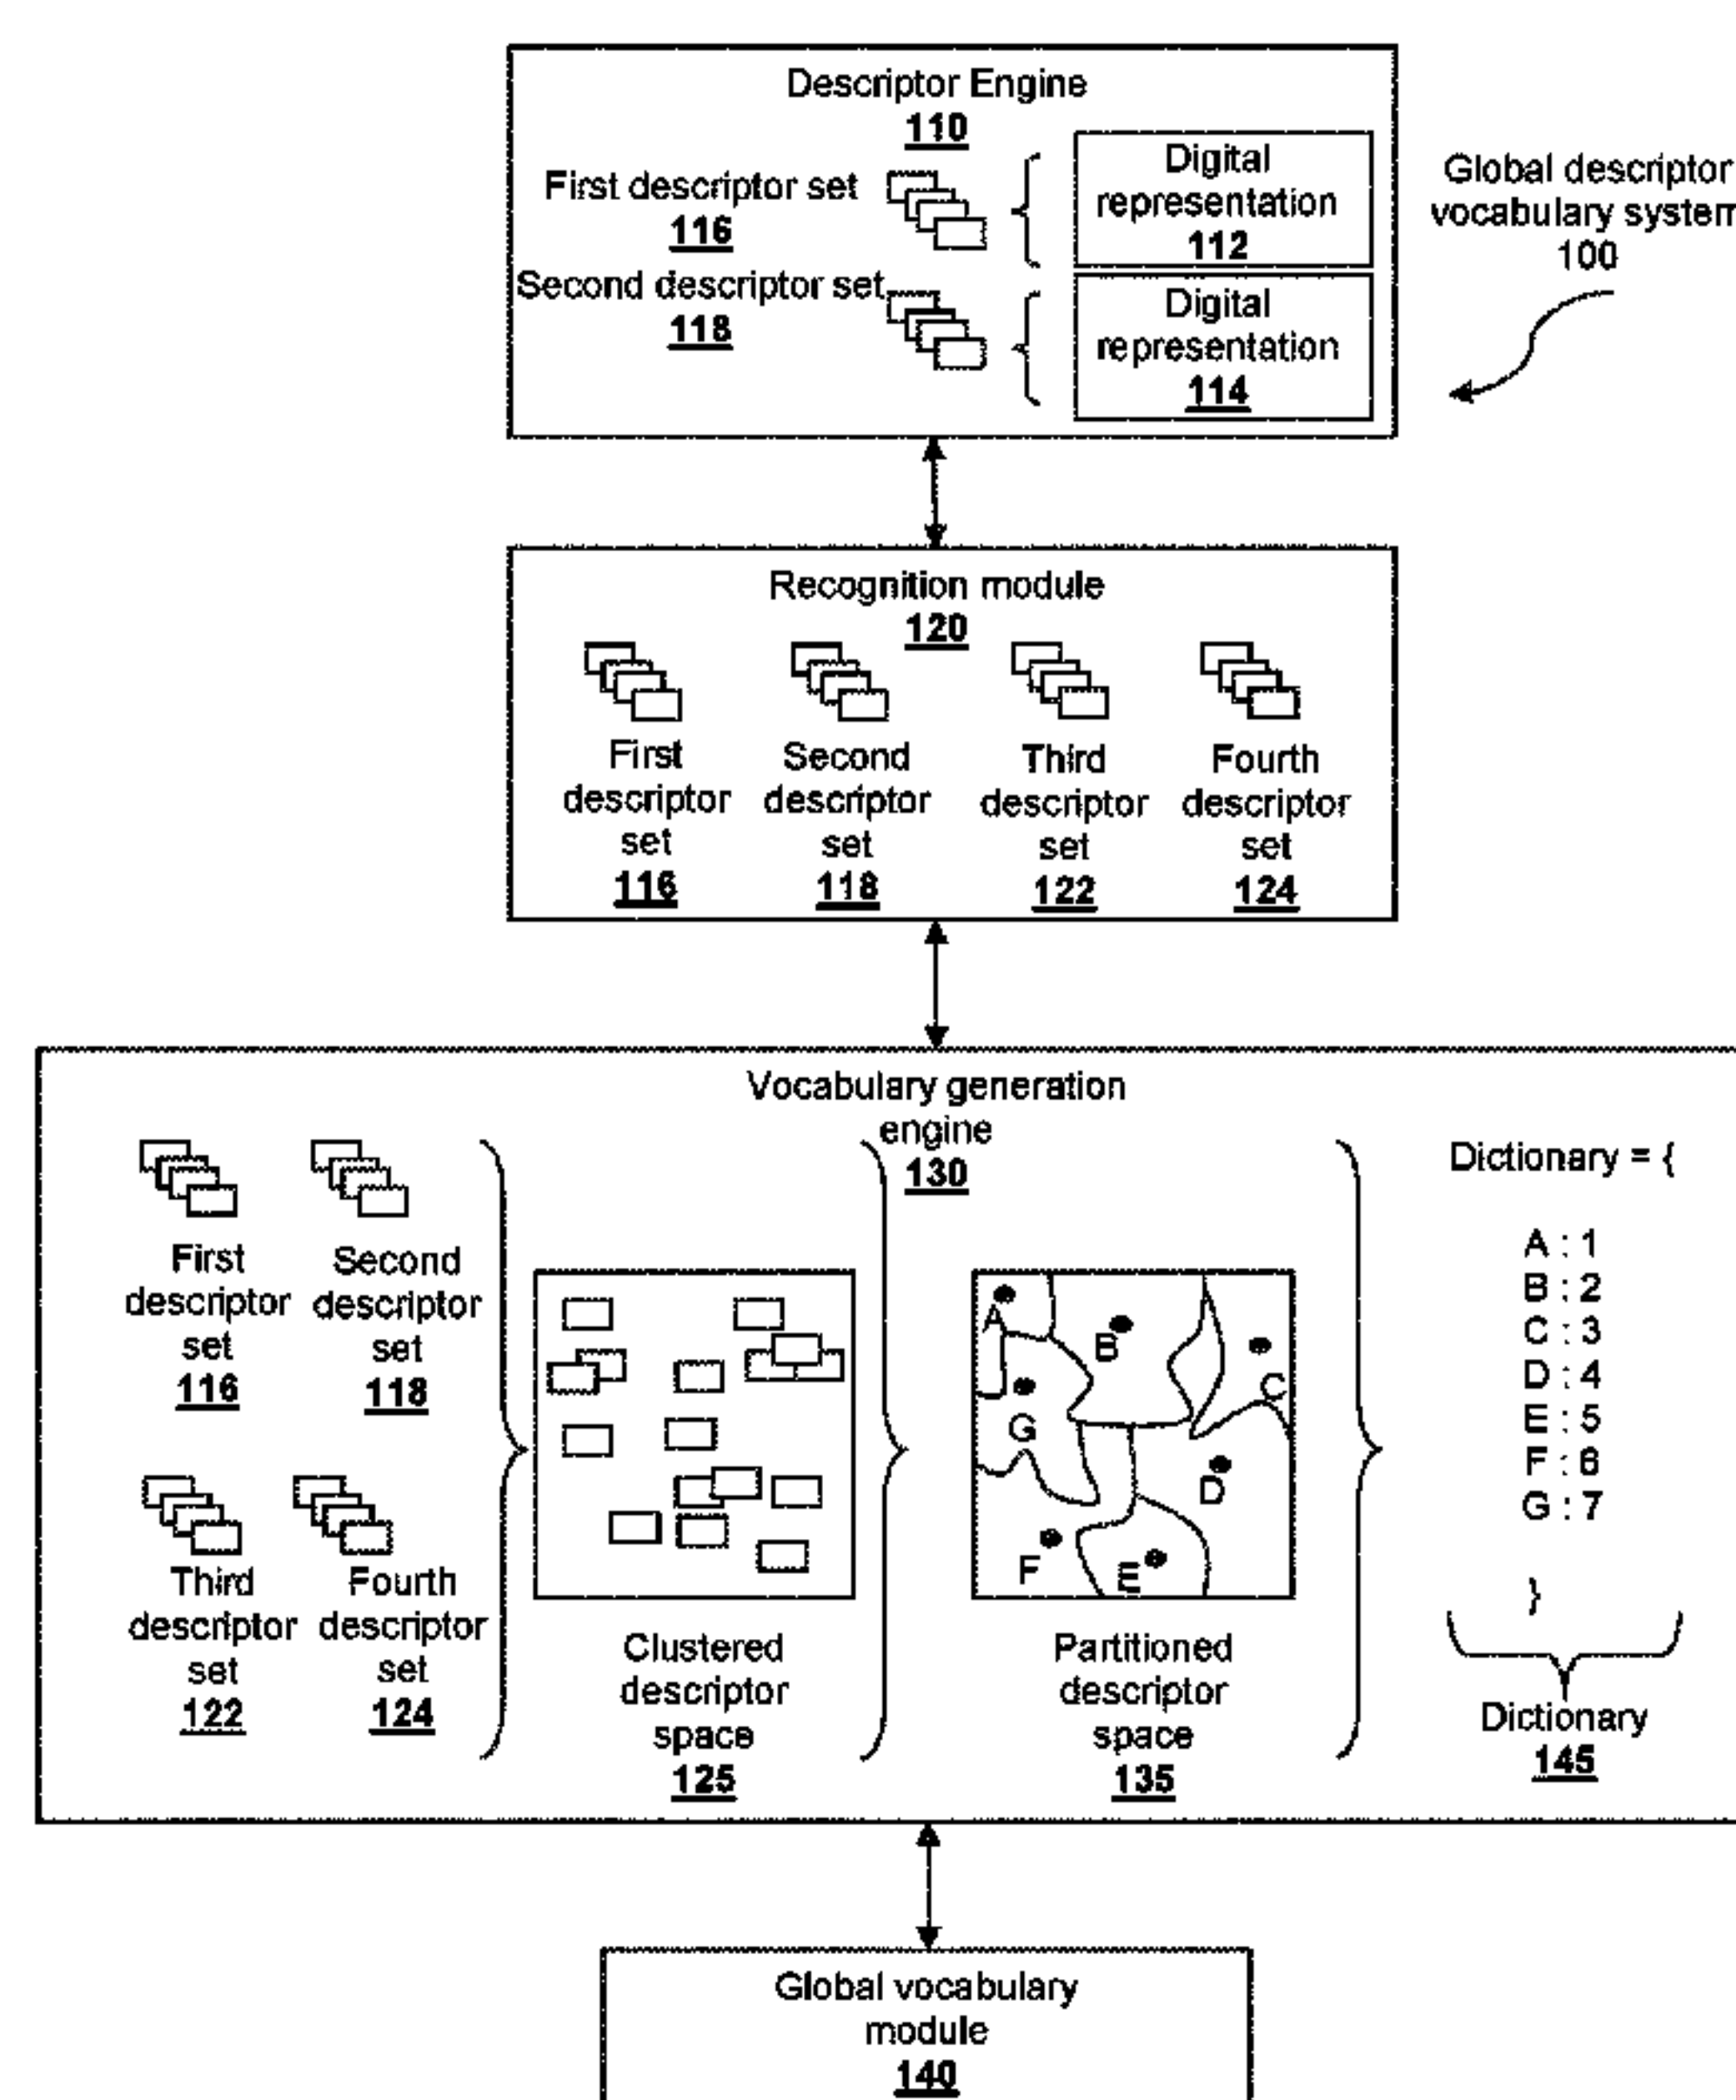 Descriptor Engine
110
First descriptor set
116
Second descriptor set
118
Digital
representation
112
Digital
representation
114
Global descriptor
vocabulary system
100
Recognition module
120
First
descriptor
set
116
Second
descriptor
set
118
Third
descriptor
set
122
Fourth
descriptor
set
124
Vocabulary generation
engine
130
First
descriptor
set
116
Second
descriptor
set
118
Third
descriptor
set
122
Fourth
descriptor
set
124
Clustered
descriptor
space
125
A
B
C
G
D
F
E
Partitioned
descriptor
space
135
Dictionary = {
A : 1
B : 2
C : 3
D : 4
E : 5
F : 6
G : 7
}
Dictionary
145
Global vocabulary
module
140